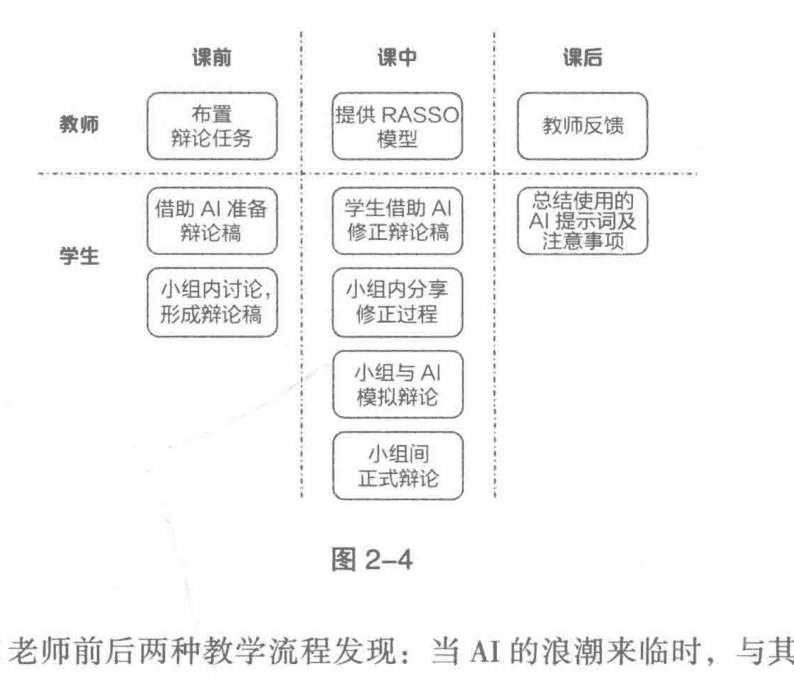 课前 课中 课后
教师
布置
辩论任务
提供 RASSO
模型
教师反馈
学生
借助 AI 准备
辩论稿
学生借助 AI
修正辩论稿
总结使用的
AI 提示词及
注意事项
小组内讨论，
形成辩论稿
小组内分享
修正过程
小组与 AI
模拟辩论
小组间
正式辩论
图 2-4
老师前后两种教学流程发现：当 AI 的浪潮来临时，与其